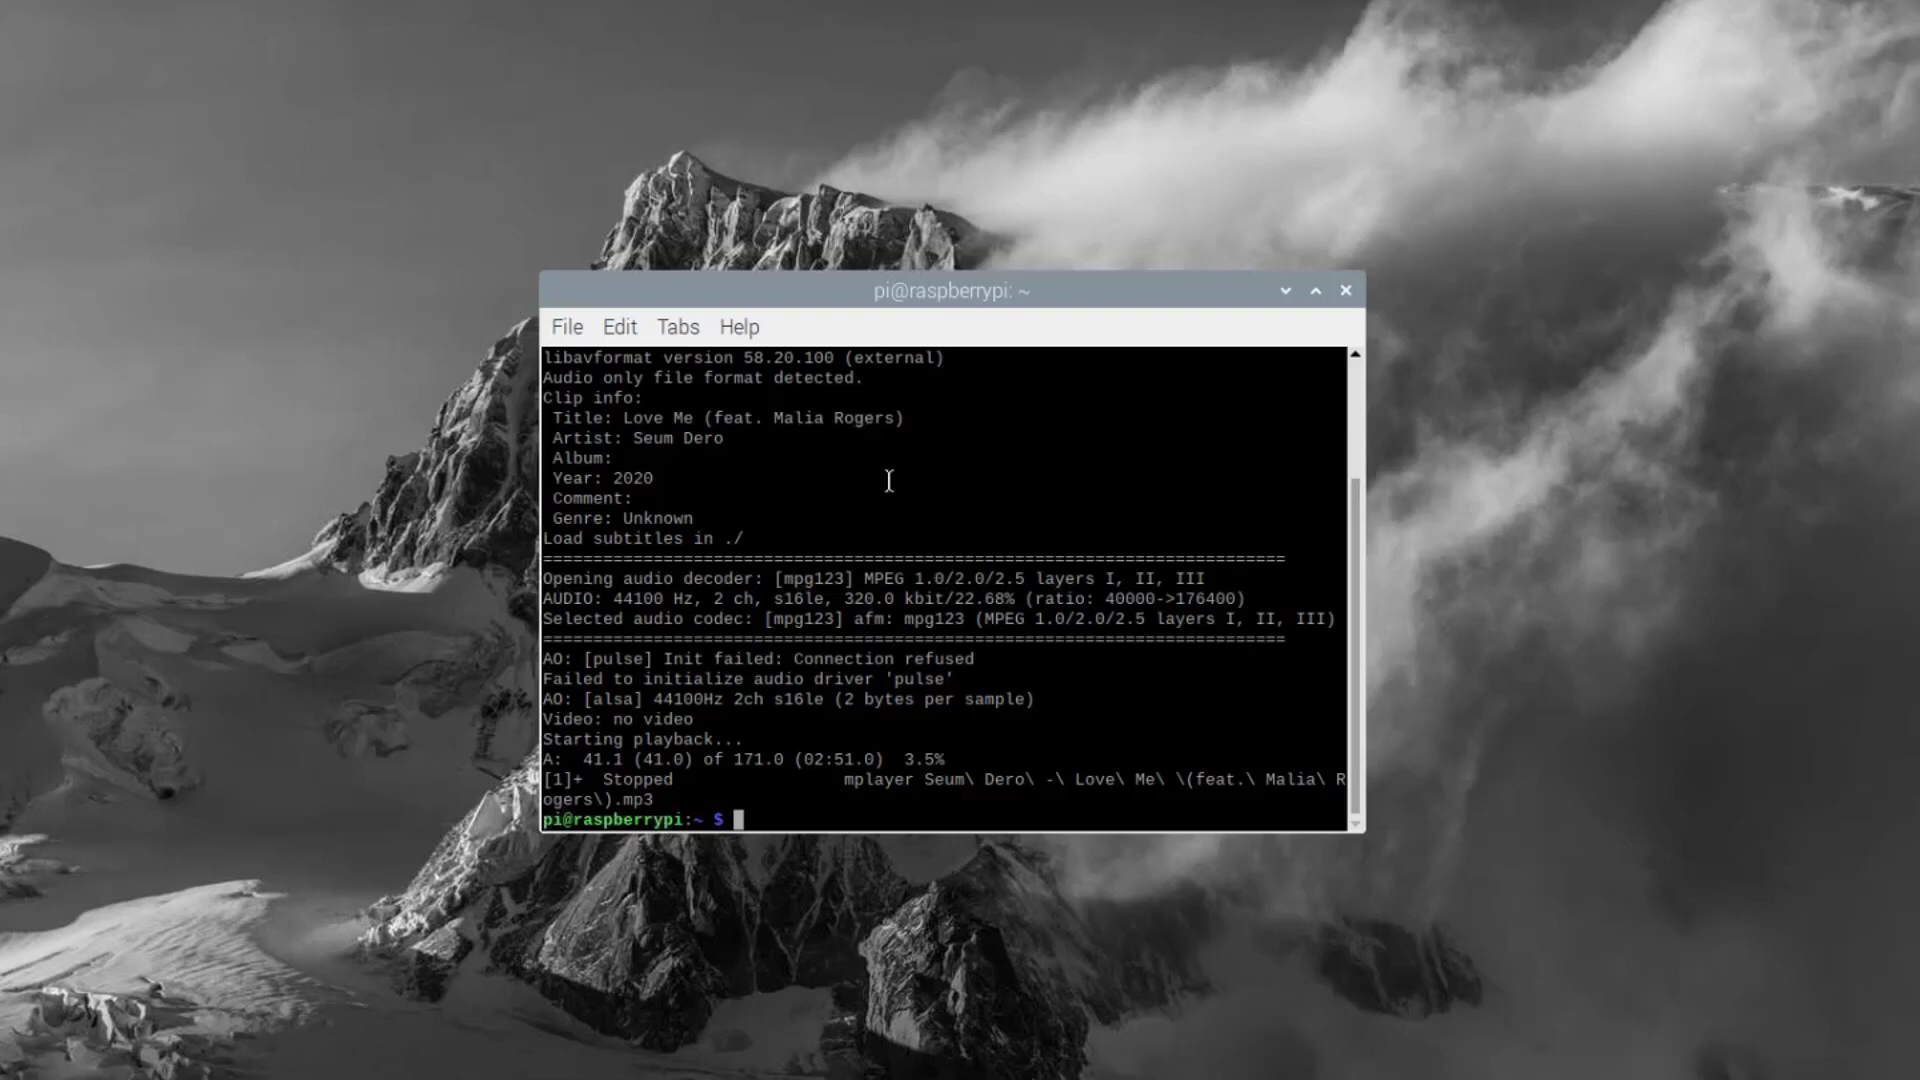 pi@raspberrypi: ~
File Edit Tabs Help
libavformat version 58.20.100 (external)
Audio only file format detected.
Clip info:
 Title: Love Me (feat. Malia Rogers)
 Artist: Seum Dero
 Album:
 Year: 2020
 Comment:
 Genre: Unknown
Load subtitles in ./
==========================================================================
Opening audio decoder: [mpg123] MPEG 1.0/2.0/2.5 layers I, II, III
AUDIO: 44100 Hz, 2 ch, s16le, 320.0 kbit/22.68% (ratio: 40000->176400)
Selected audio codec: [mpg123] afm: mpg123 (MPEG 1.0/2.0/2.5 layers I, II, III)
==========================================================================
AO: [pulse] Init failed: Connection refused
Failed to initialize audio driver 'pulse'
AO: [alsa] 44100Hz 2ch s16le (2 bytes per sample)
Video: no video
Starting playback...
A:  41.1 (41.0) of 171.0 (02:51.0)  3.5%
[1]+  Stopped                 mplayer Seum\ Dero\ -\ Love\ Me\ \(feat.\ Malia\ R
ogers\).mp3
pi@raspberrypi:~ $